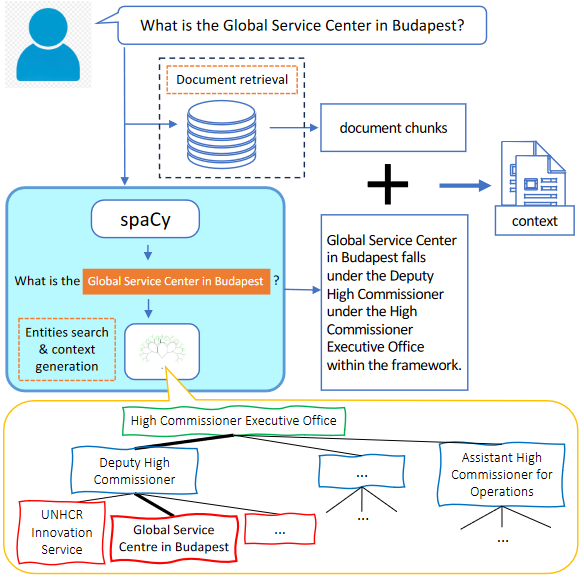 What is the Global Service Center in Budapest?
Document retrieval
document chunks
context
spaCy
What is the Global Service Center in Budapest ?
Entities search
& context
generation
Global Service Center
in Budapest falls
under the Deputy
High Commissioner
under the High
Commissioner
Executive Office
within the framework.
High Commissioner Executive Office
Deputy High
Commissioner
...
Assistant High
Commissioner for
Operations
UNHCR
Innovation
Service
Global Service
Centre in Budapest
...
...
...